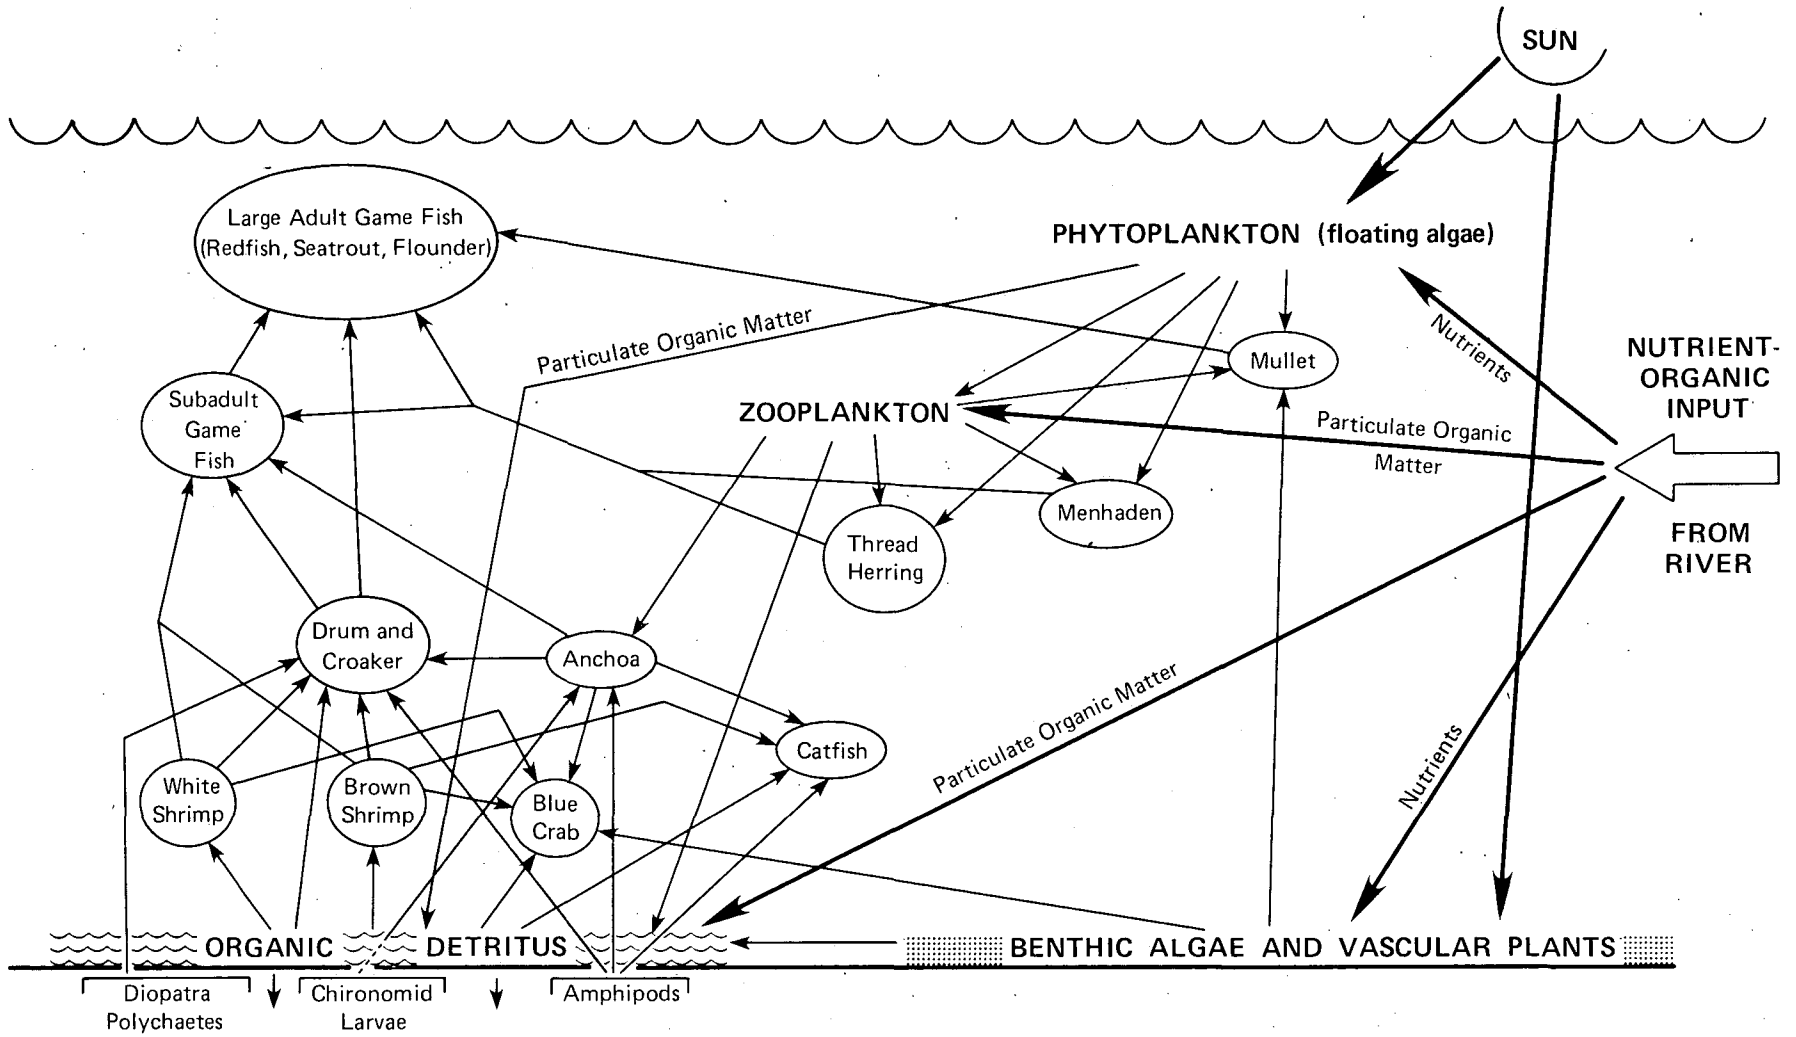 SUN
Large Adult Game Fish
(Redfish, Seatrout, Flounder)
PHYTOPLANKTON (floating algae)
Particulate Organic Matter
Nutrients
Mullet
NUTRIENT-
ORGANIC
INPUT
Subadult
Game
Fish
ZOOPLANKTON
Particulate Organic
Matter
Menhaden
Thread
Herring
FROM
RIVER
Drum and
Croaker
Anchoa
Particulate Organic Matter
Catfish
Nutrients
White
Shrimp
Brown
Shrimp
Blue
Crab
ORGANIC DETRITUS
BENTHIC ALGAE AND VASCULAR PLANTS
Diopatra
Polychaetes
Chironomid
Larvae
Amphipods